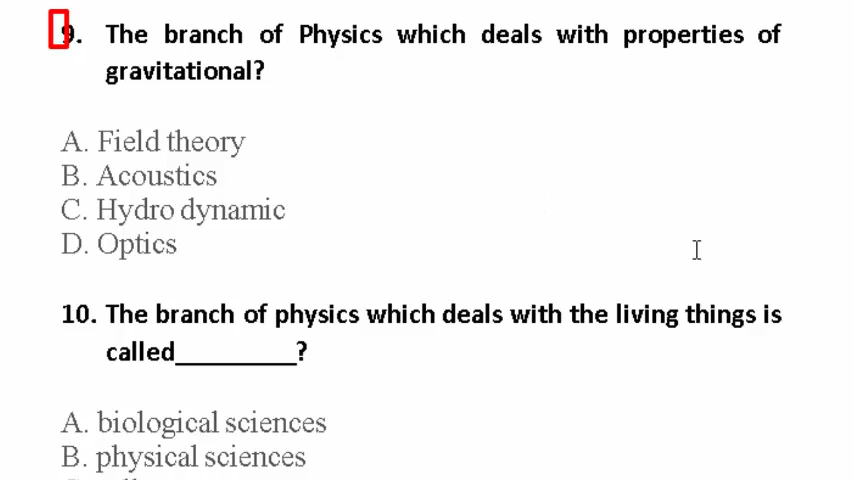 9. The branch of Physics which deals with properties of
gravitational?
A. Field theory
B. Acoustics
C. Hydro dynamic
D. Optics
10. The branch of physics which deals with the living things is
called_________?
A. biological sciences
B. physical sciences